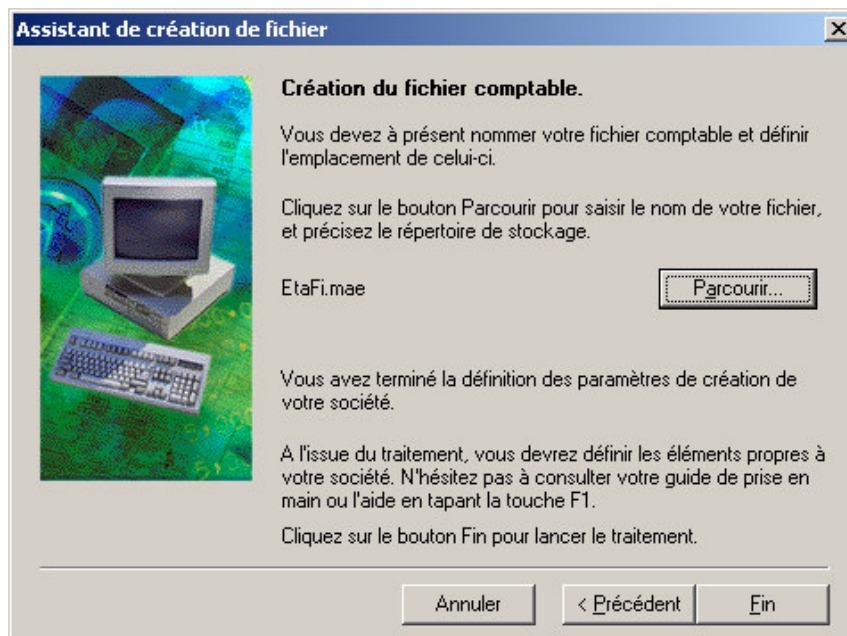 Assistant de création de fichier
Création du fichier comptable.
Vous devez à présent nommer votre fichier comptable et définir
l'emplacement de celui-ci.
Cliquez sur le bouton Parcourir pour saisir le nom de votre fichier,
et précisez le répertoire de stockage.
EtaFi.mae
Parcourir...
Vous avez terminé la définition des paramètres de création de
votre société.
A l'issue du traitement, vous devrez définir les éléments propres à
votre société. N'hésitez pas à consulter votre guide de prise en
main ou l'aide en tapant la touche F1.
Cliquez sur le bouton Fin pour lancer le traitement.
Annuler
< Précédent
Fin